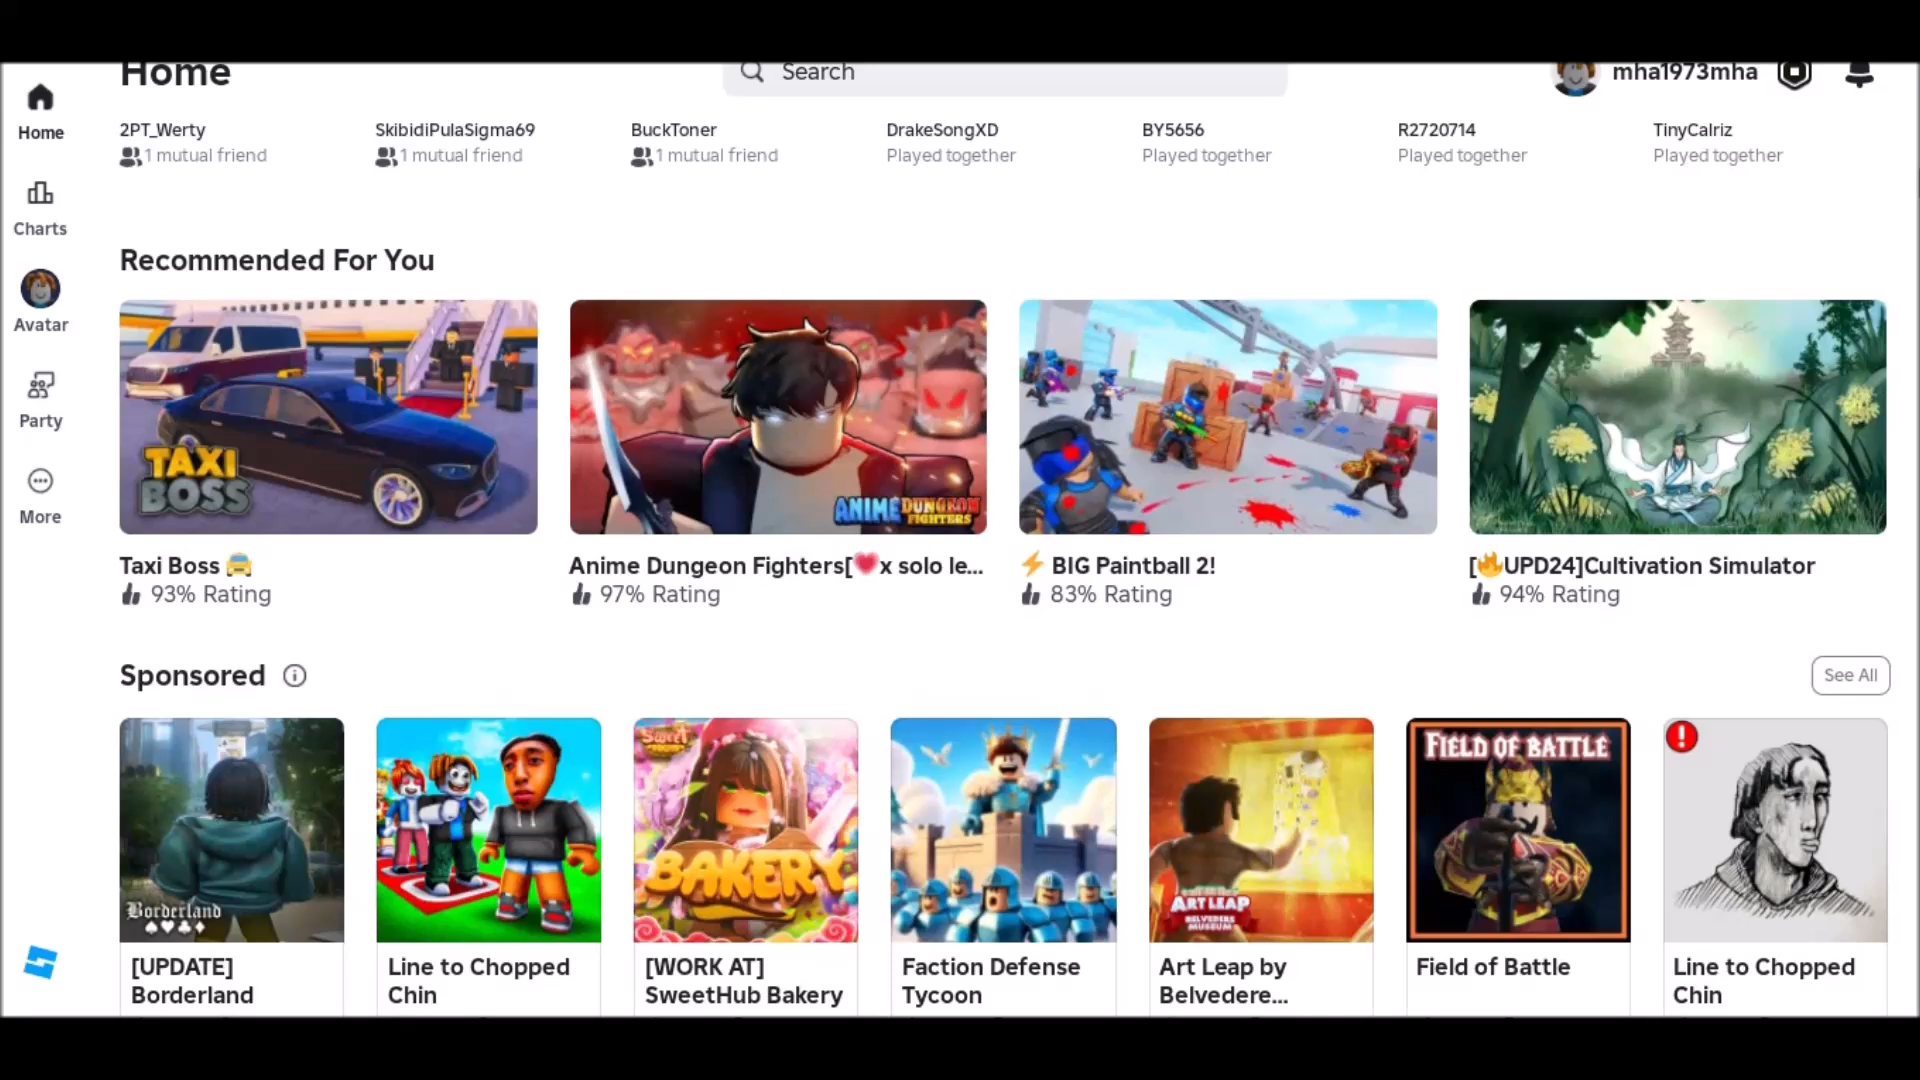 Home
Search
mha1973mha
Home
Charts
Avatar
Party
More
2PT_Werty
1 mutual friend
SkibidiPulaSigma69
1 mutual friend
BuckToner
1 mutual friend
DrakeSongXD
Played together
BY5656
Played together
R2720714
Played together
TinyCalriz
Played together
Recommended For You
TAXI
BOSS
ANIME DUNGEON
FIGHTERS
Taxi Boss 🚖
93% Rating
Anime Dungeon Fighters[💗x solo le...
97% Rating
⚡ BIG Paintball 2!
83% Rating
[🔥UPD24]Cultivation Simulator
94% Rating
Sponsored
See All
Borderland
BAKERY
ART LEAP
BELVEDERE
MUSEUM
FIELD OF BATTLE
[UPDATE]
Borderland
Line to Chopped
Chin
[WORK AT]
SweetHub Bakery
Faction Defense
Tycoon
Art Leap by
Belvedere...
Field of Battle
Line to Chopped
Chin